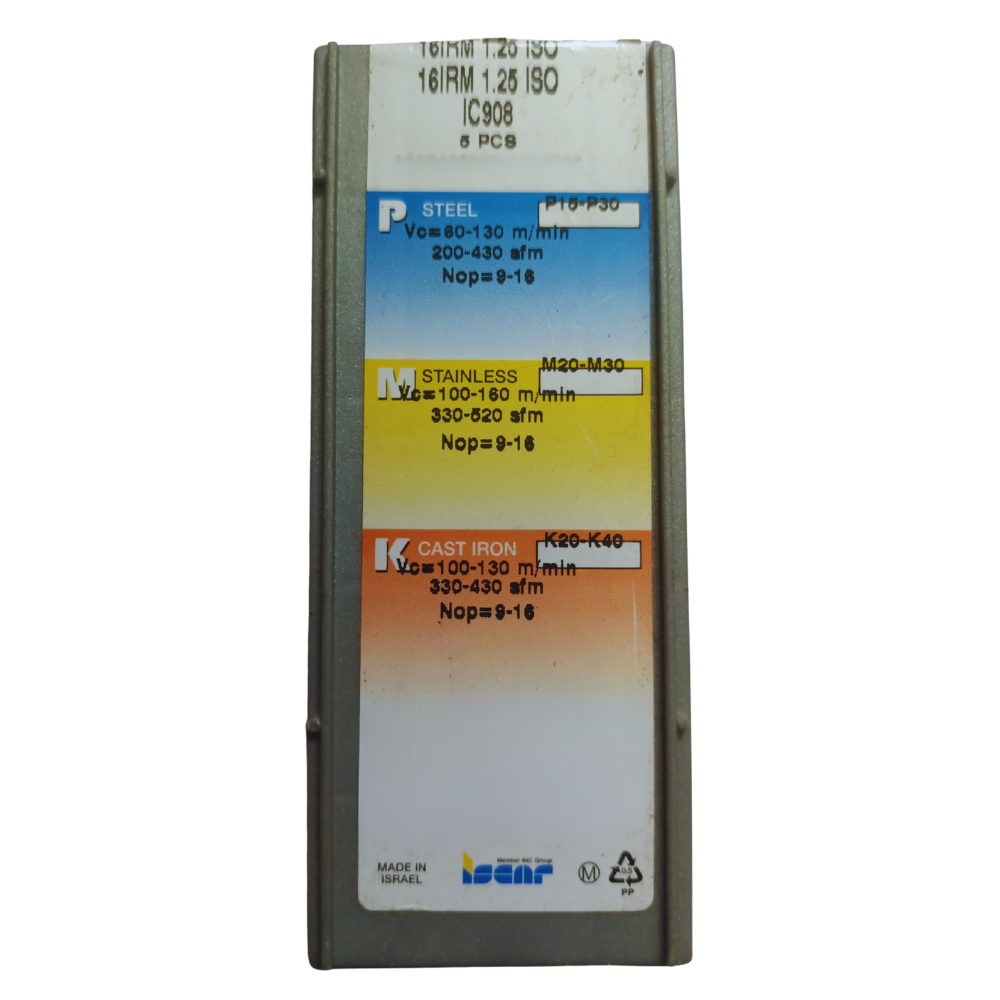 16IRM 1.25 ISO
16IRM 1.25 ISO
IC908
5 PCS
P STEEL P15-P30
Vc=60-130 m/min
200-430 sfm
Nop=9-16
M STAINLESS M20-M30
Vc=100-160 m/min
330-520 sfm
Nop=9-16
K CAST IRON K20-K40
Vc=100-130 m/min
330-430 sfm
Nop=9-16
MADE IN
ISRAEL
Member IMC Group
iscar
M
0.5
PP